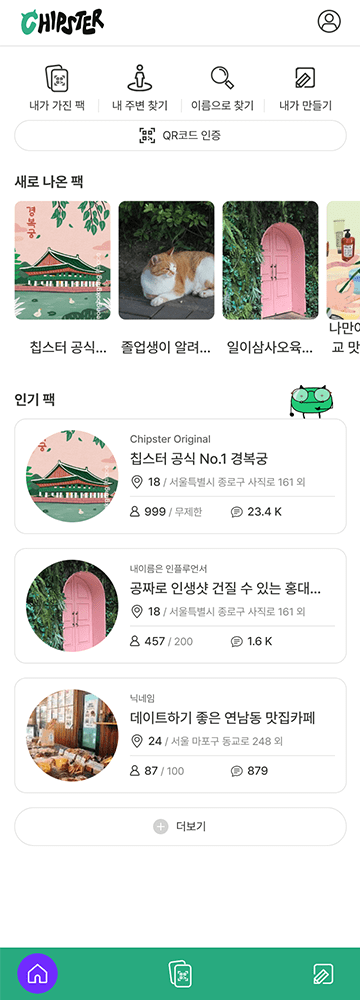 CHIPSTER
내가 가진 팩
내 주변 찾기
이름으로 찾기
내가 만들기
QR코드 인증
새로 나온 팩
경복궁
칩스터 공식...
졸업생이 알려...
일이삼사오육...
나만이
교 맛
인기 팩
Chipster Original
칩스터 공식 No.1 경복궁
18 / 서울특별시 종로구 사직로 161 외
999 / 무제한
23.4 K
내이름은 인플루언서
공짜로 인생샷 건질 수 있는 홍대...
18 / 서울특별시 종로구 사직로 161 외
457 / 200
1.6 K
닉네임
데이트하기 좋은 연남동 맛집카페
24 / 서울 마포구 동교로 248 외
87 / 100
879
더보기